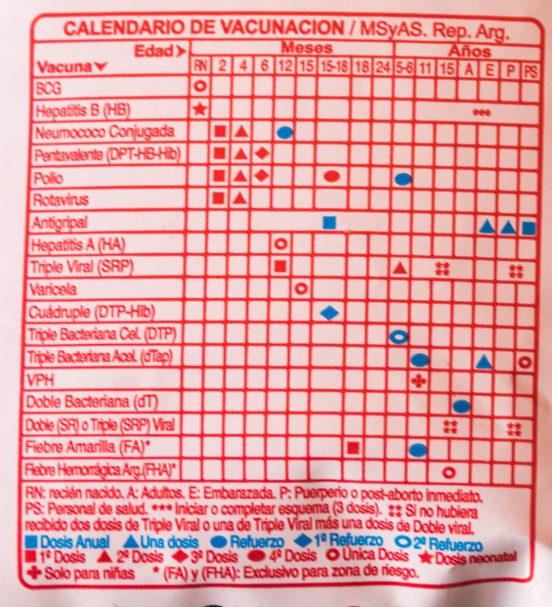 CALENDARIO DE VACUNACION / MSyAS. Rep. Arg.
Edad Meses Años
Vacuna RN 2 4 6 12 15 15-18 18 24 5-6 11 15 A E P PS
BCG
Hepatitis B (HB) ***
Neumococo Conjugada
Pentavalente (DPT-HB-Hib)
Polio
Rotavirus
Antigripal
Hepatitis A (HA)
Triple Viral (SRP) ‡‡ ‡‡
Varicela
Cuádruple (DTP-Hib)
Triple Bacteriana Cel. (DTP)
Triple Bacteriana Acel. (dTap)
VPH
Doble Bacteriana (dT)
Doble (SR) o Triple (SRP) Viral ‡‡ ‡‡
Fiebre Amarilla (FA)*
Fiebre Hemorrágica Arg.(FHA)*
RN: recién nacido. A: Adultos. E: Embarazada. P: Puerperio o post-aborto inmediato.
PS: Personal de salud. *** Iniciar o completar esquema (3 dosis). ‡‡ Si no hubiera
recibido dos dosis de Triple Viral o una de Triple Viral más una dosis de Doble viral.
■ Dosis Anual ▲ Una dosis ● Refuerzo ◆ 1º Refuerzo O 2º Refuerzo
■ 1º Dosis ▲ 2º Dosis ◆ 3º Dosis ● 4º Dosis O Única Dosis ★ Dosis neonatal
✚ Solo para niñas * (FA) y (FHA): Exclusivo para zona de riesgo.